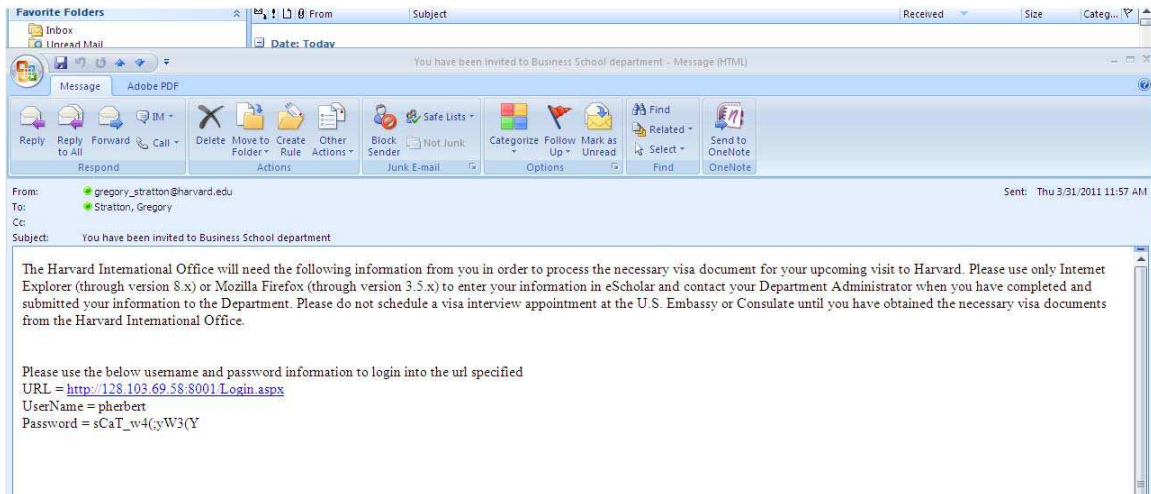 Favorite Folders
From Subject Received Size Categ...
Inbox
Unread Mail
Date: Today
You have been invited to Business School department - Message (HTML)
Message Adobe PDF
Reply Reply to All Forward IM Call
Delete Move to Folder Create Rule Other Actions
Block Sender Safe Lists Not Junk
Categorize Follow Up Mark as Unread
Find Related Select
Send to OneNote
Respond Actions Junk E-mail Options Find OneNote
From: gregory_stratton@harvard.edu Sent: Thu 3/31/2011 11:57 AM
To: Stratton, Gregory
Cc:
Subject: You have been invited to Business School department
The Harvard International Office will need the following information from you in order to process the necessary visa document for your upcoming visit to Harvard. Please use only Internet
Explorer (through version 8.x) or Mozilla Firefox (through version 3.5.x) to enter your information in eScholar and contact your Department Administrator when you have completed and
submitted your information to the Department. Please do not schedule a visa interview appointment at the U.S. Embassy or Consulate until you have obtained the necessary visa documents
from the Harvard International Office.
Please use the below username and password information to login into the url specified
URL = http://128.103.69.58:8001/Login.aspx
UserName = pherbert
Password = sCaT_w4(;yW3(Y